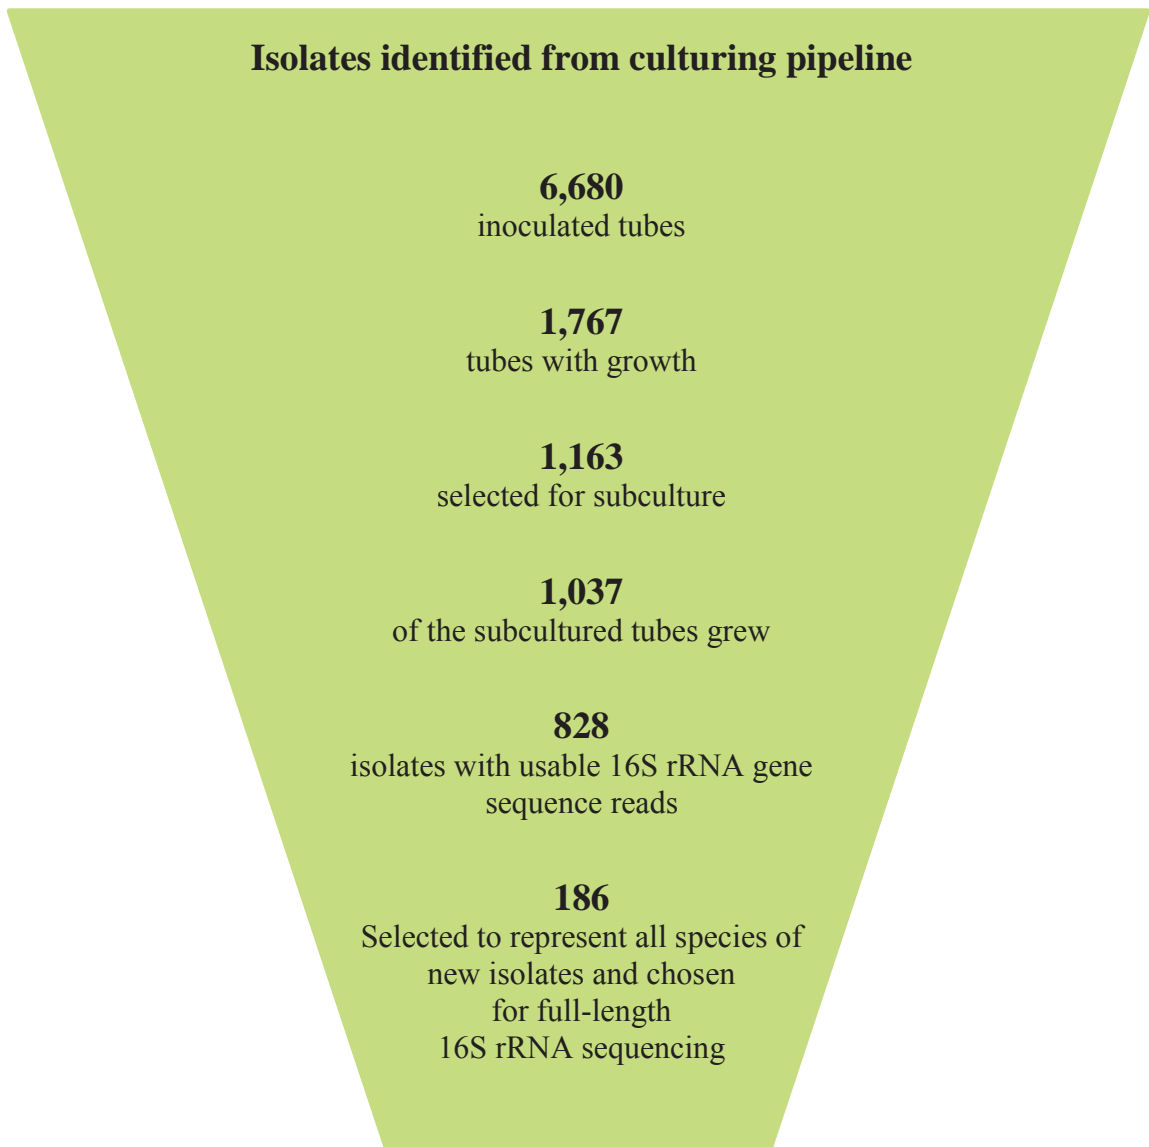 Isolates identified from culturing pipeline
6,680
inoculated tubes
1,767
tubes with growth
1,163
selected for subculture
1,037
of the subcultured tubes grew
828
isolates with usable 16S rRNA gene
sequence reads
186
Selected to represent all species of
new isolates and chosen
for full-length
16S rRNA sequencing